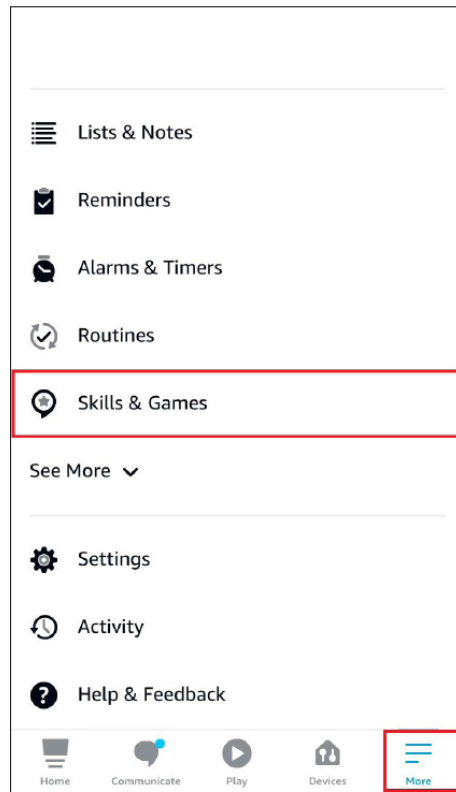 Lists & Notes
Reminders
Alarms & Timers
Routines
Skills & Games
See More
Settings
Activity
Help & Feedback
Home Communicate Play Devices More